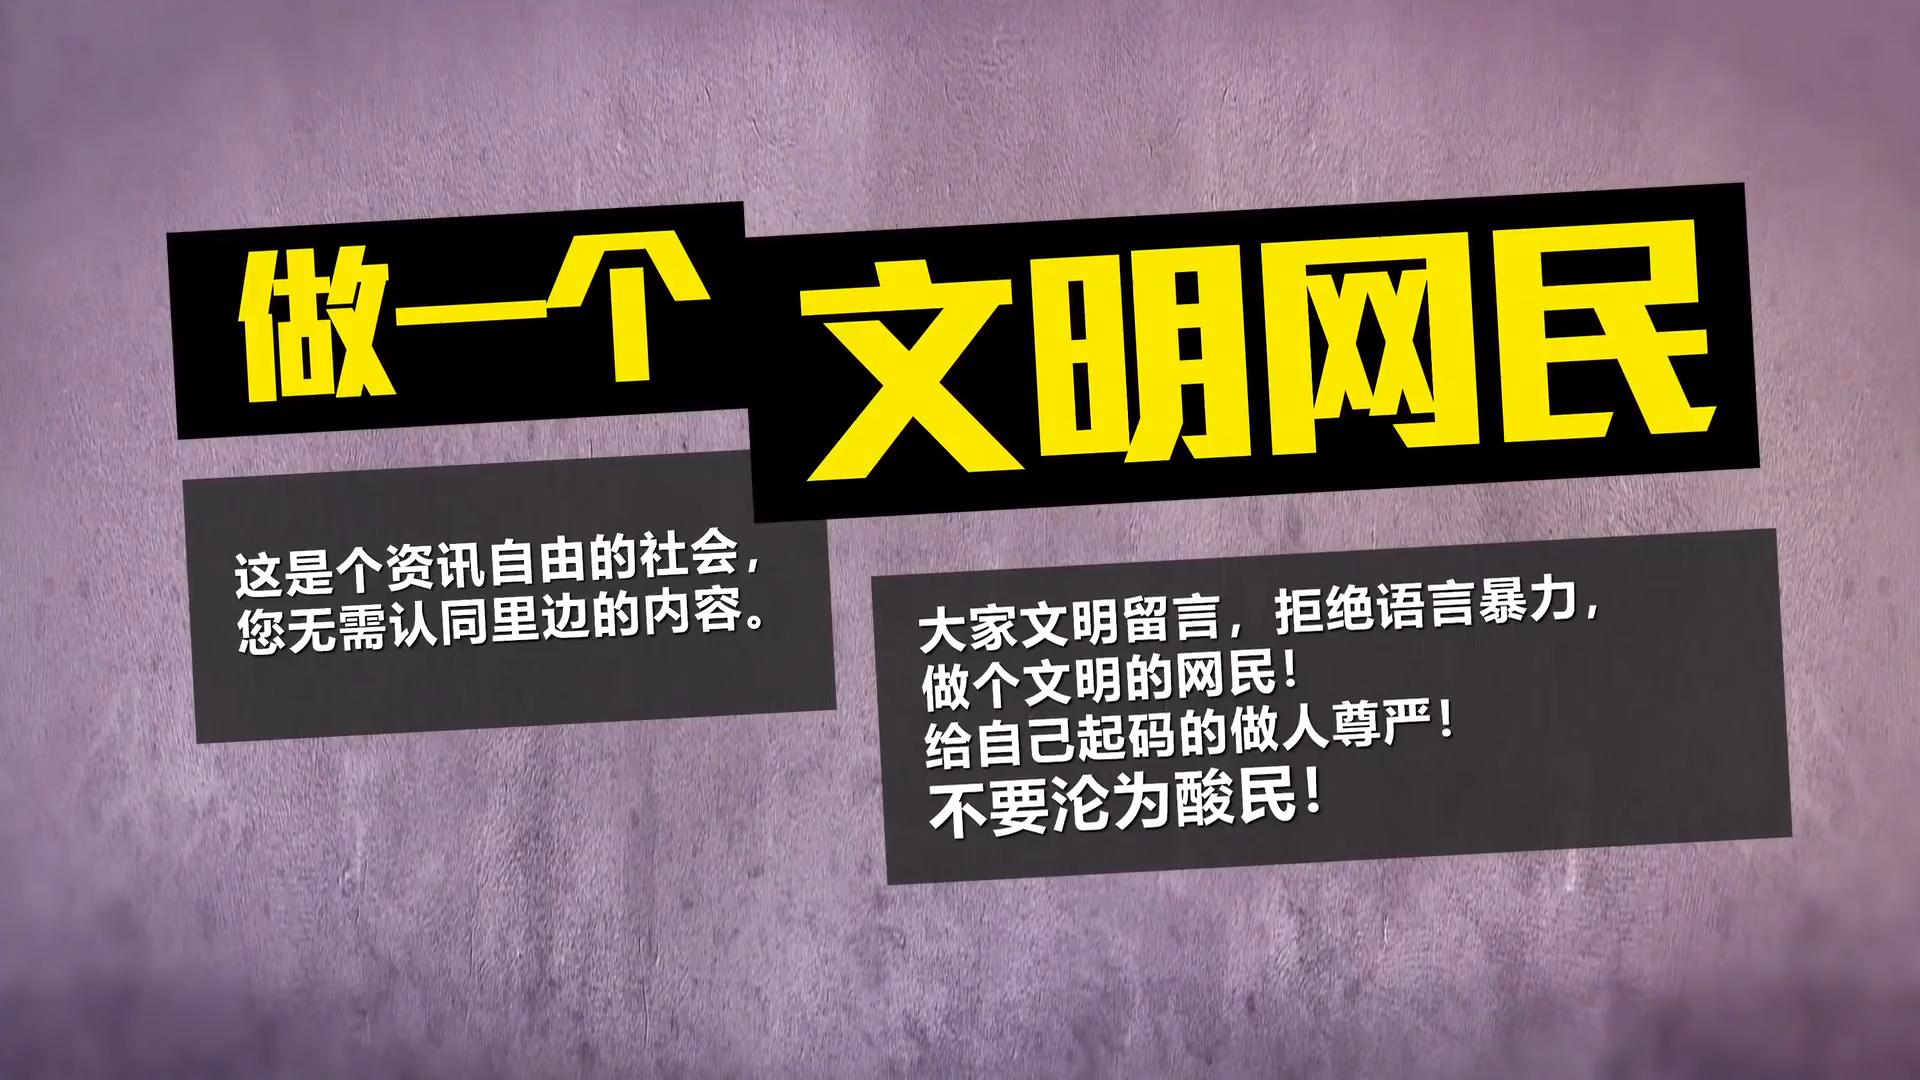 做一个
文明网民
这是个资讯自由的社会，
您无需认同里边的内容。
大家文明留言，拒绝语言暴力，
做个文明的网民！
给自己起码的做人尊严！
不要沦为酸民！